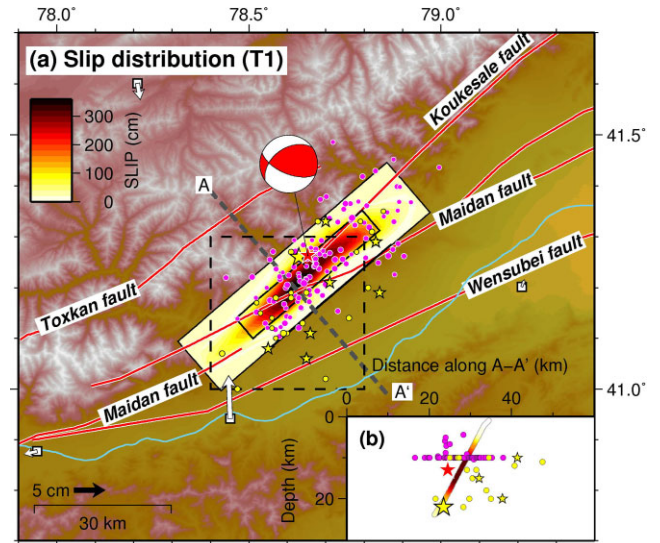 78.0° 78.5° 79.0°
(a) Slip distribution (T1)
300
200
100
0
SLIP (cm)
Koukesale fault
41.5°
A
Maidan fault
Wensubei fault
Toxkan fault
Maidan fault
Distance along A–A' (km)
A'
41.0°
0 20 40
(b)
0
20
Depth (km)
5 cm
30 km